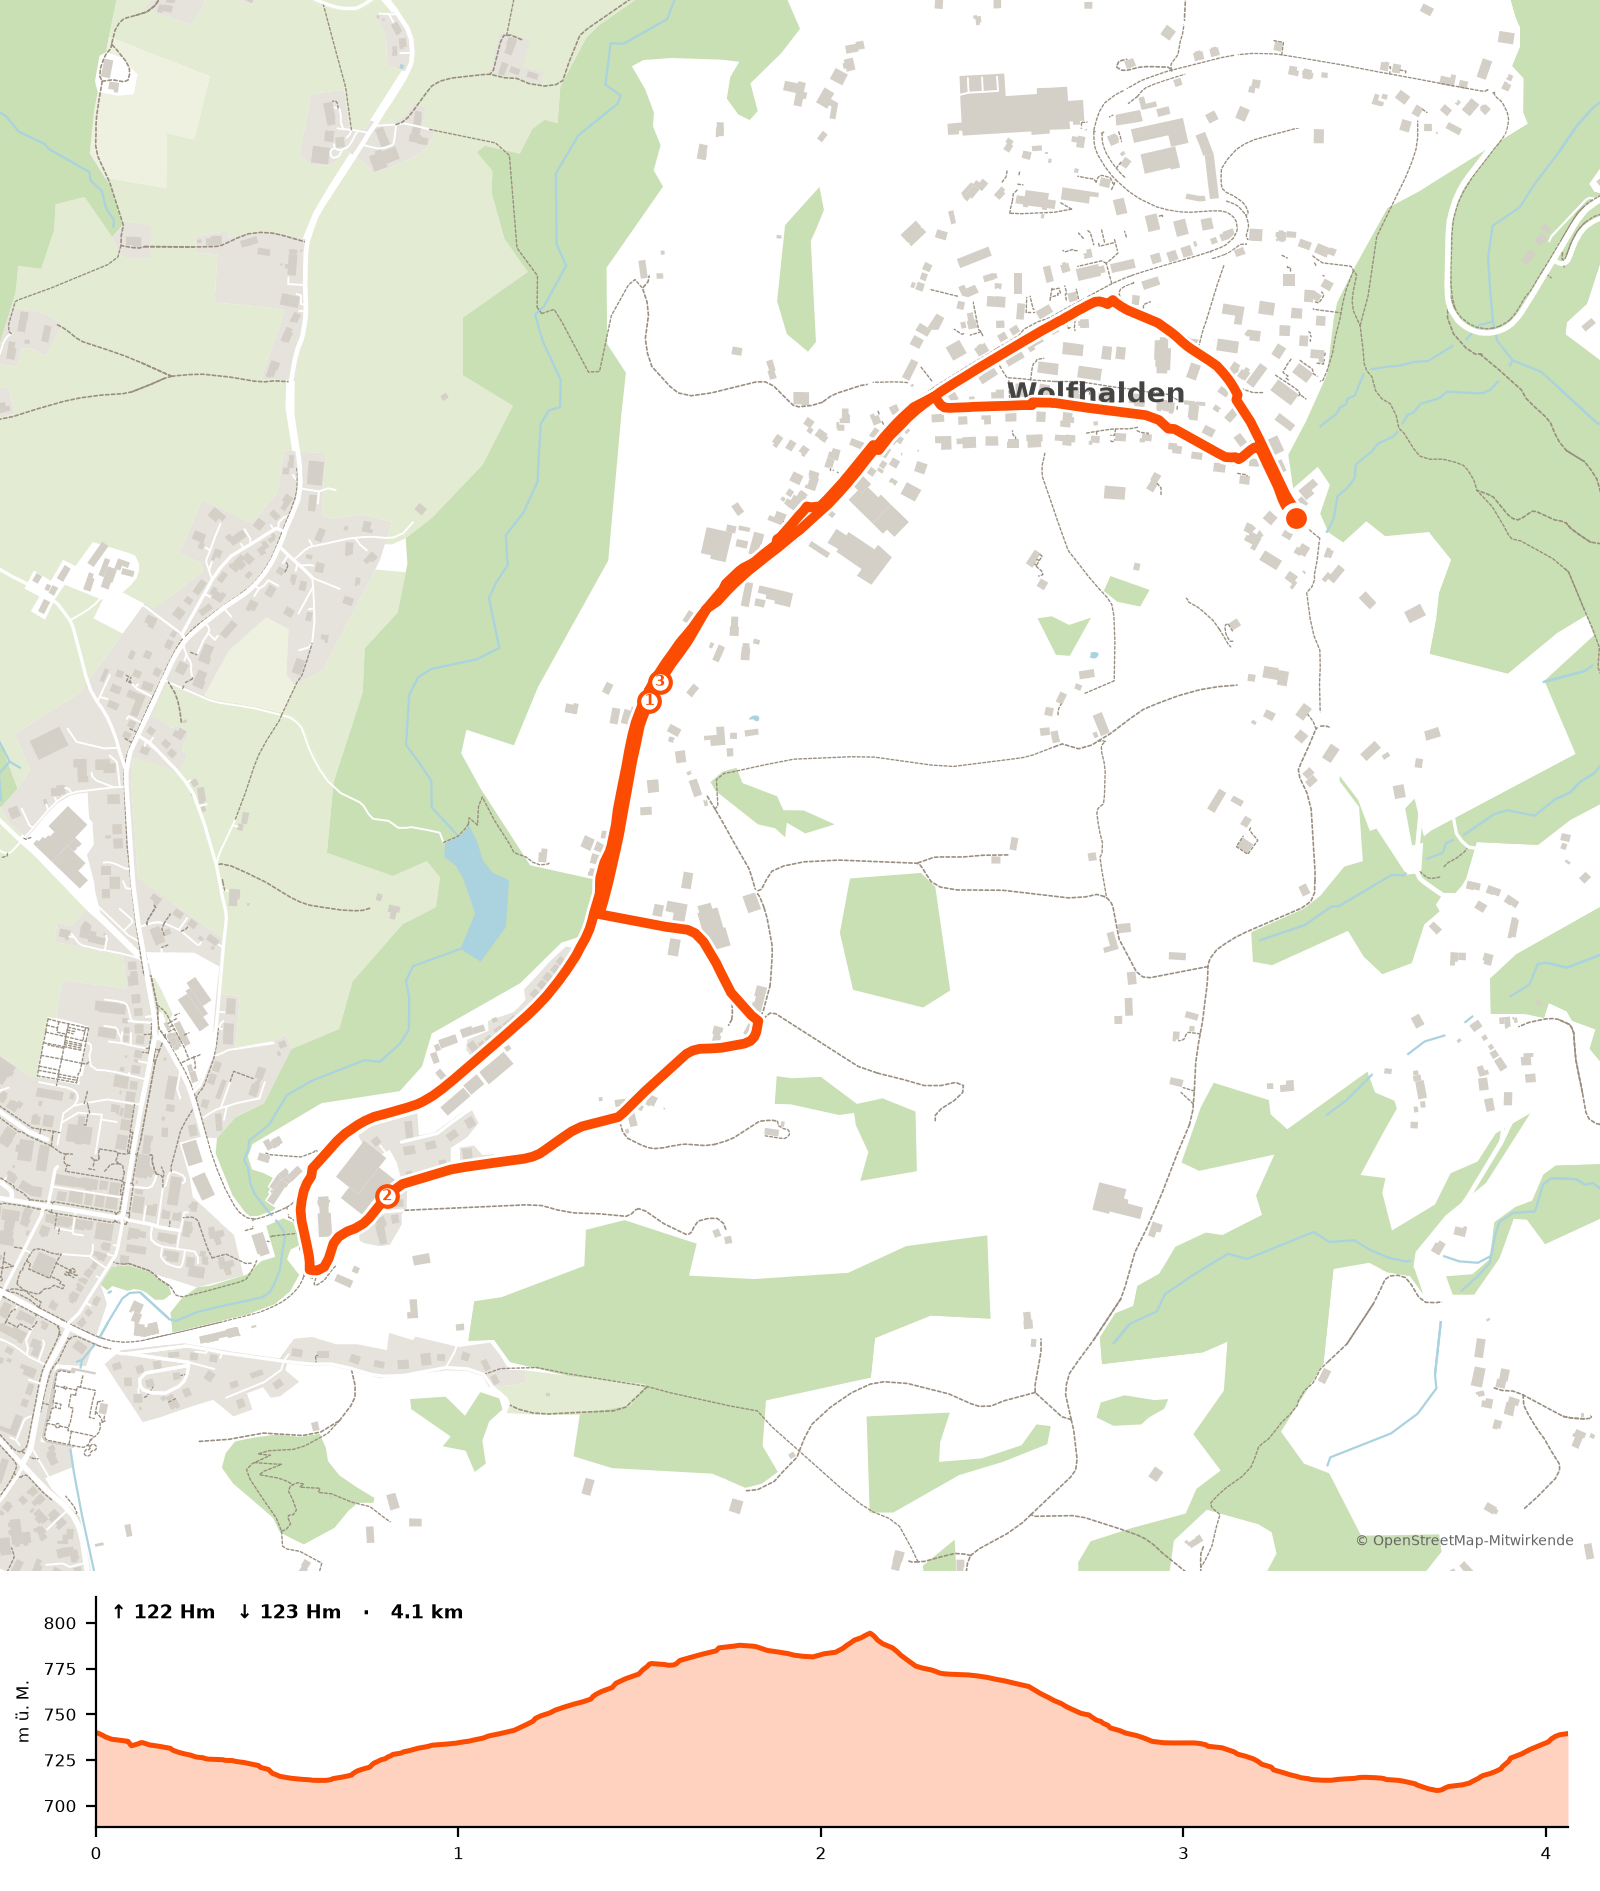 Wolfhalden
3
1
2
© OpenStreetMap-Mitwirkende
↑ 122 Hm ↓ 123 Hm · 4.1 km
800
775
750
725
700
m ü. M.
0 1 2 3 4